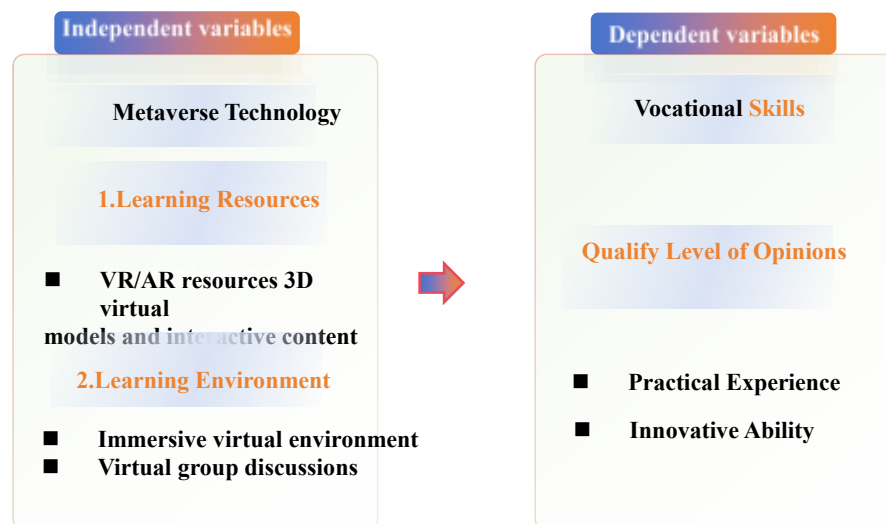 Independent variables
Metaverse Technology
1.Learning Resources
■ VR/AR resources 3D
virtual
models and interactive content
2.Learning Environment
■ Immersive virtual environment
■ Virtual group discussions
Dependent variables
Vocational Skills
Qualify Level of Opinions
■ Practical Experience
■ Innovative Ability